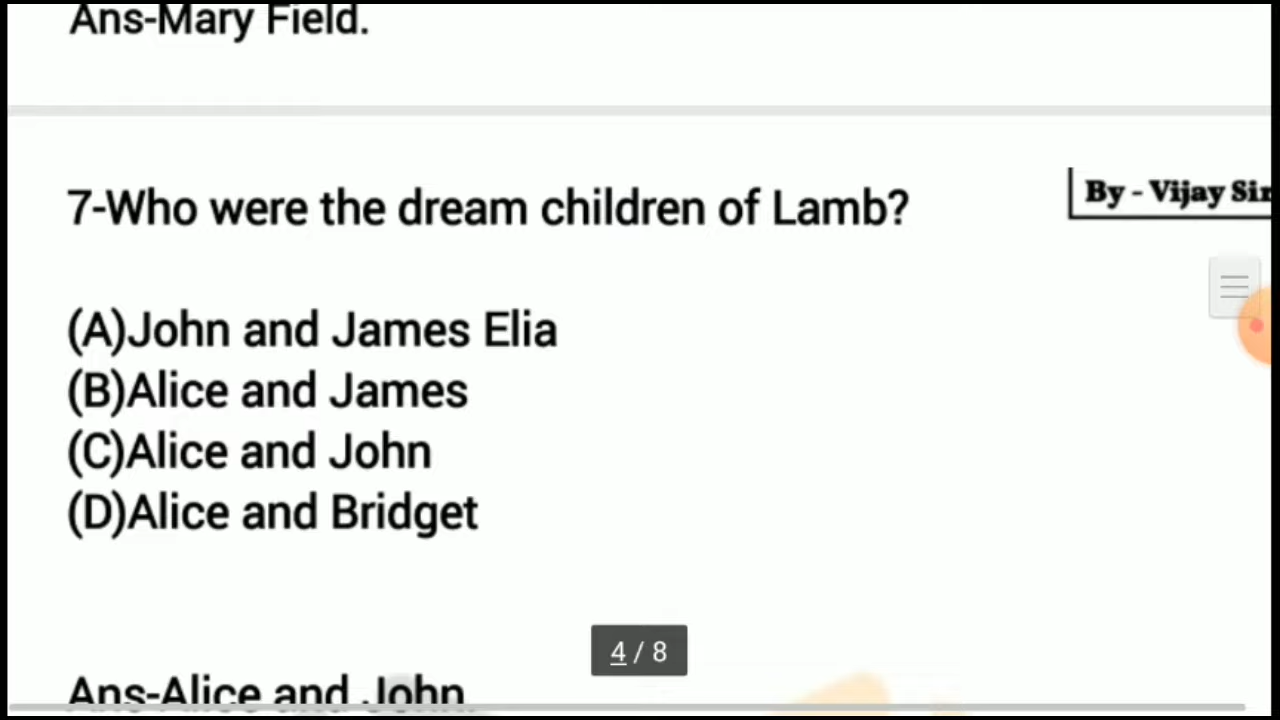 Ans-Mary Field.
7-Who were the dream children of Lamb?
By - Vijay Sir
(A)John and James Elia
(B)Alice and James
(C)Alice and John
(D)Alice and Bridget
4 / 8
Ans-Alice and John.